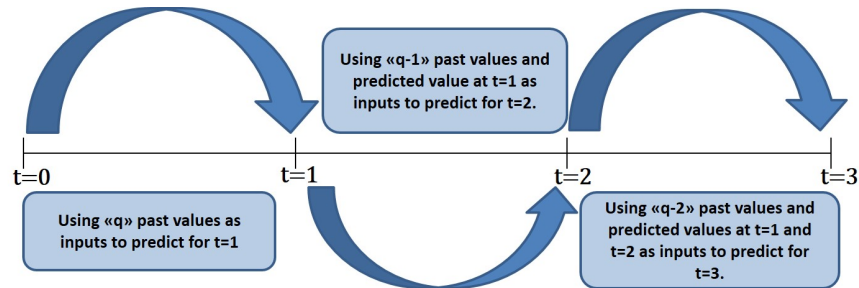 Using «q-1» past values and
predicted value at t=1 as
inputs to predict for t=2.
t=0
t=1
t=2
t=3
Using «q» past values as
inputs to predict for t=1
Using «q-2» past values and
predicted values at t=1 and
t=2 as inputs to predict for
t=3.